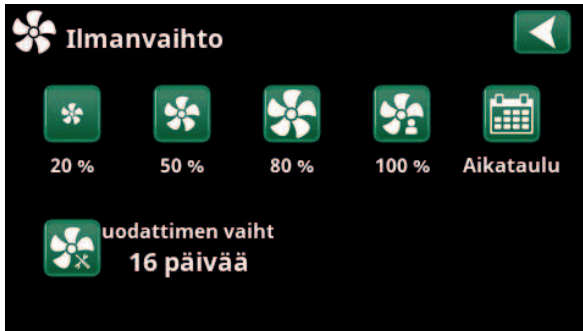 Ilmanvaihto
20 % 50 % 80 % 100 % Aikataulu
uodattimen vaiht
16 päivää